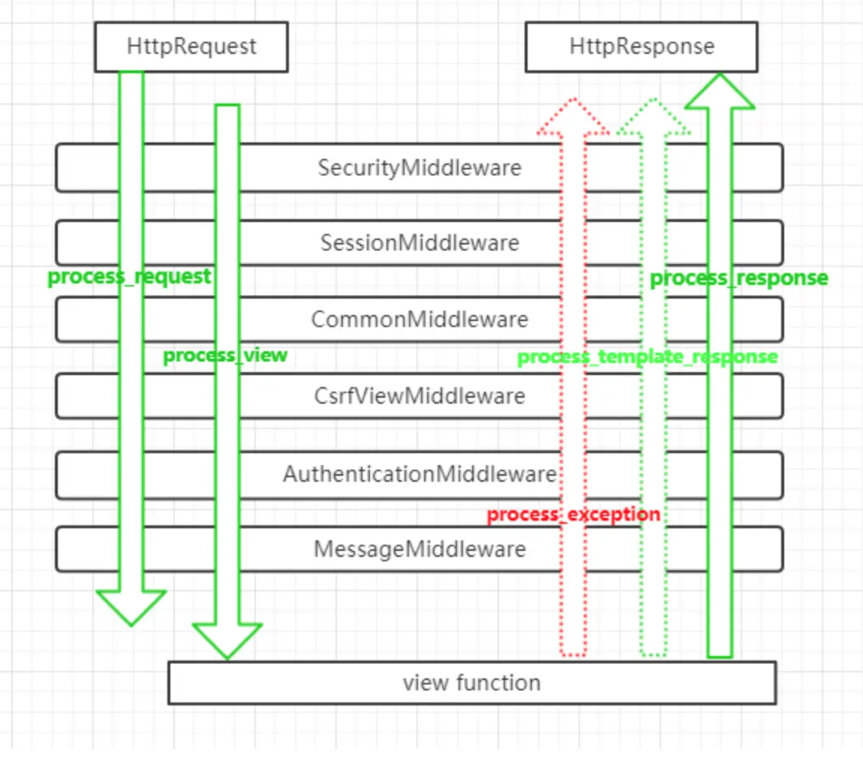 HttpRequest
HttpResponse
SecurityMiddleware
SessionMiddleware
process_request
process_response
CommonMiddleware
process_view
process_template_response
CsrfViewMiddleware
AuthenticationMiddleware
process_exception
MessageMiddleware
view function